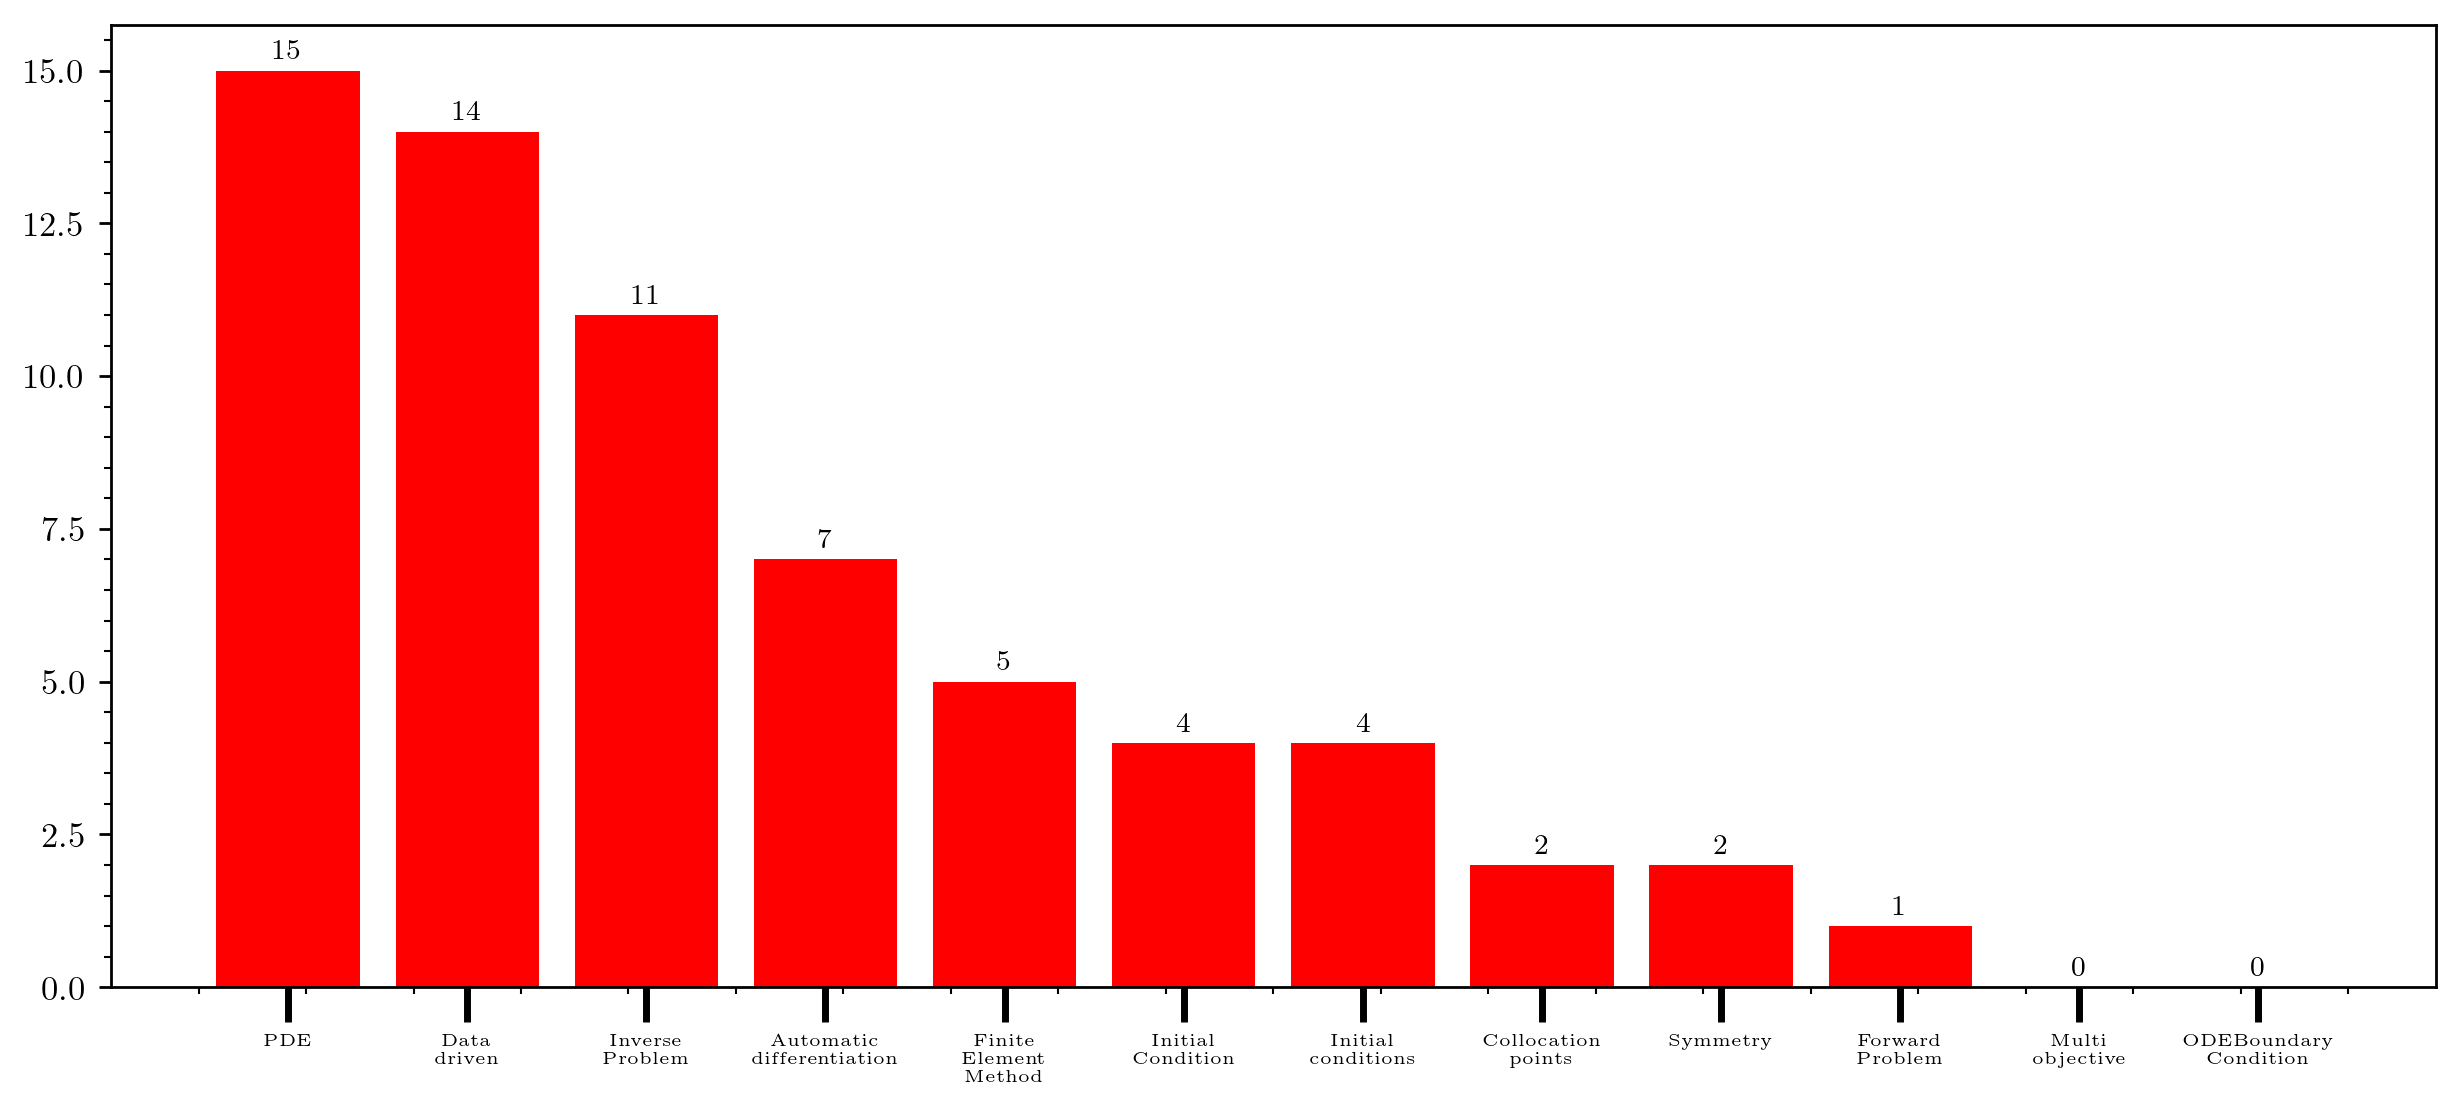 15.0
12.5
10.0
7.5
5.0
2.5
0.0
15
14
11
7
5
4
4
2
2
1
0
0
PDE
Data
driven
Inverse
Problem
Automatic
differentiation
Finite
Element
Method
Initial
Condition
Initial
conditions
Collocation
points
Symmetry
Forward
Problem
Multi
objective
ODEBoundary
Condition